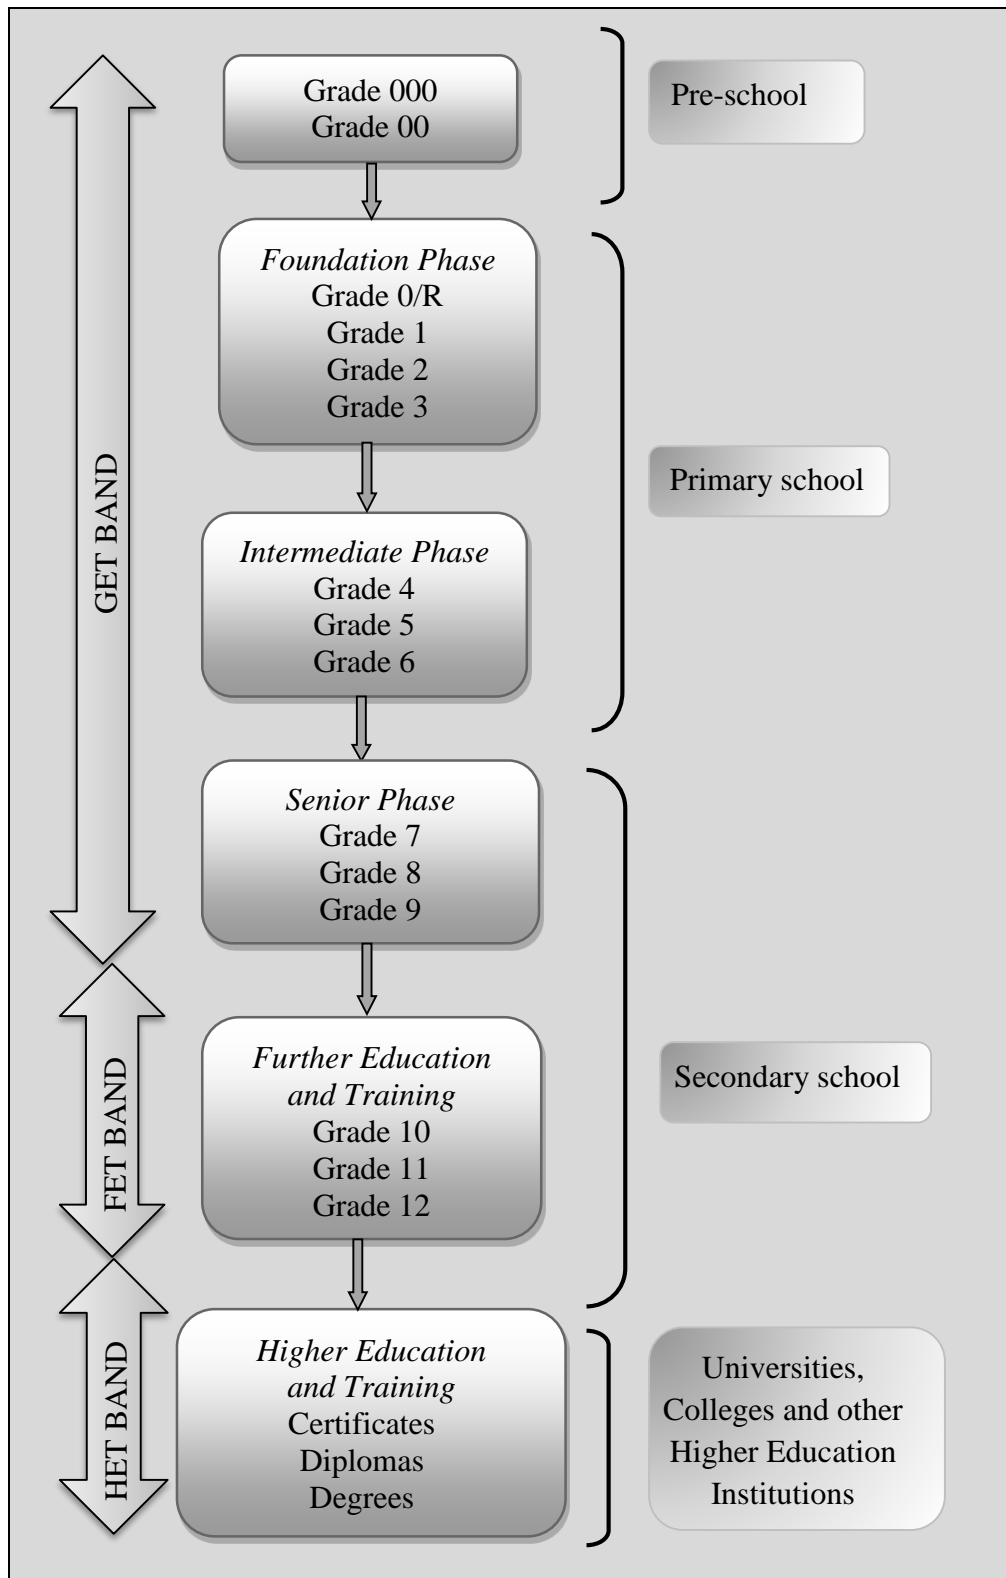 Grade 000
Grade 00
Pre-school
Foundation Phase
Grade 0/R
Grade 1
Grade 2
Grade 3
Primary school
GET BAND
Intermediate Phase
Grade 4
Grade 5
Grade 6
Senior Phase
Grade 7
Grade 8
Grade 9
Further Education
and Training
Grade 10
Grade 11
Grade 12
Secondary school
FET BAND
Higher Education
and Training
Certificates
Diplomas
Degrees
HET BAND
Universities,
Colleges and other
Higher Education
Institutions